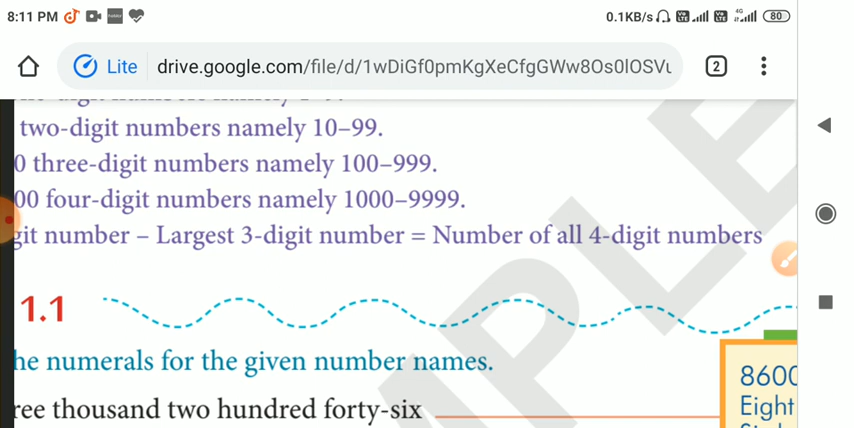 8:11 PM 0.1KB/s 4G 80
Lite drive.google.com/file/d/1wDiGf0pmKgXeCfgGWw8Os0lOSVu 2
two-digit numbers namely 10–99.
0 three-digit numbers namely 100–999.
00 four-digit numbers namely 1000–9999.
git number – Largest 3-digit number = Number of all 4-digit numbers
1.1
he numerals for the given number names.
8600
ree thousand two hundred forty-six
Eight